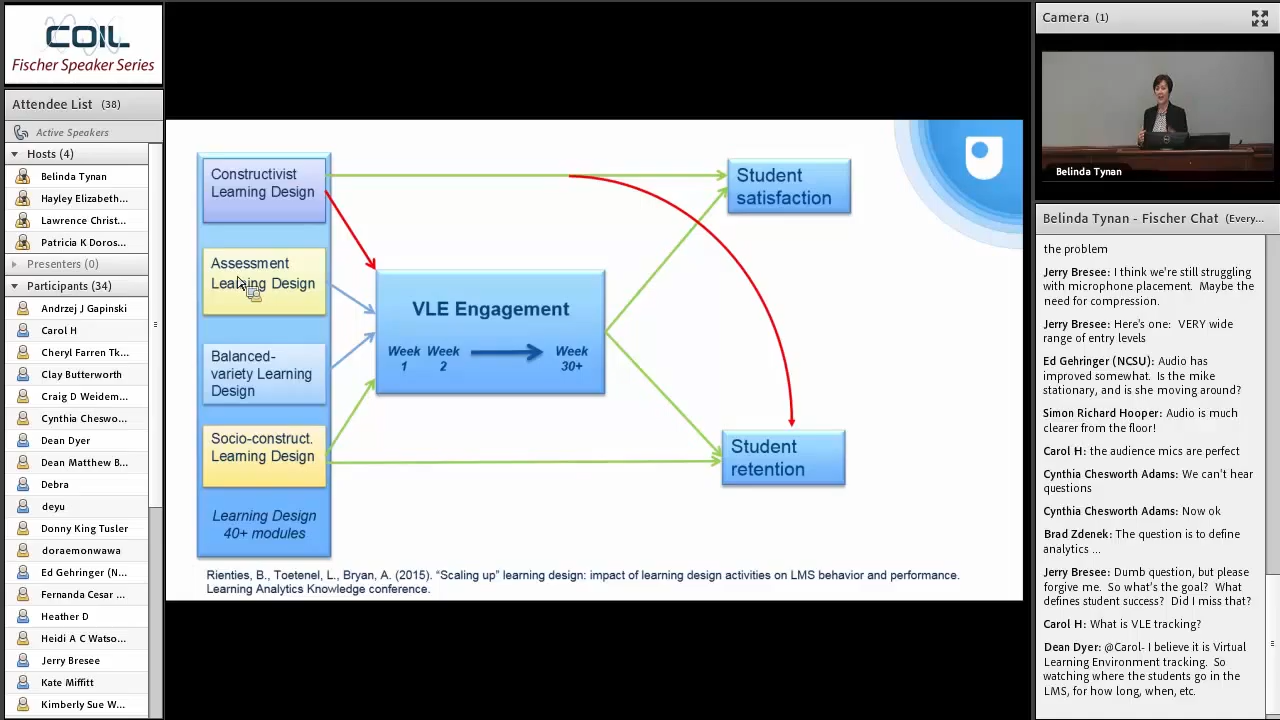 COIL
Fischer Speaker Series
Attendee List (38)
Active Speakers
Hosts (4)
Belinda Tynan
Hayley Elizabeth...
Lawrence Christ...
Patricia K Doros...
Presenters (0)
Participants (34)
Andrzej J Gapinski
Carol H
Cheryl Farren Tk...
Clay Butterworth
Craig D Weidem...
Cynthia Cheswo...
Dean Dyer
Dean Matthew B...
Debra
deyu
Donny King Tusler
doraemonwawa
Ed Gehringer (N...
Fernanda Cesar ...
Heather D
Heidi A C Watso...
Jerry Bresee
Kate Miffitt
Kimberly Sue W...
Constructivist
Learning Design
Assessment
Learning Design
Balanced-
variety Learning
Design
Socio-construct.
Learning Design
Learning Design
40+ modules
VLE Engagement
Week Week Week
1 2 30+
Student
satisfaction
Student
retention
Rienties, B., Toetenel, L., Bryan, A. (2015). “Scaling up” learning design: impact of learning design activities on LMS behavior and performance.
Learning Analytics Knowledge conference.
Camera (1)
Belinda Tynan
Belinda Tynan - Fischer Chat (Every...
the problem
Jerry Bresee: I think we're still struggling
with microphone placement. Maybe the
need for compression.
Jerry Bresee: Here's one: VERY wide
range of entry levels
Ed Gehringer (NCSU): Audio has
improved somewhat. Is the mike
stationary, and is she moving around?
Simon Richard Hooper: Audio is much
clearer from the floor!
Carol H: the audience mics are perfect
Cynthia Chesworth Adams: We can't hear
questions
Cynthia Chesworth Adams: Now ok
Brad Zdenek: The question is to define
analytics ...
Jerry Bresee: Dumb question, but please
forgive me. So what's the goal? What
defines student success? Did I miss that?
Carol H: What is VLE tracking?
Dean Dyer: @Carol- I believe it is Virtual
Learning Environment tracking. So
watching where the students go in the
LMS, for how long, when, etc.